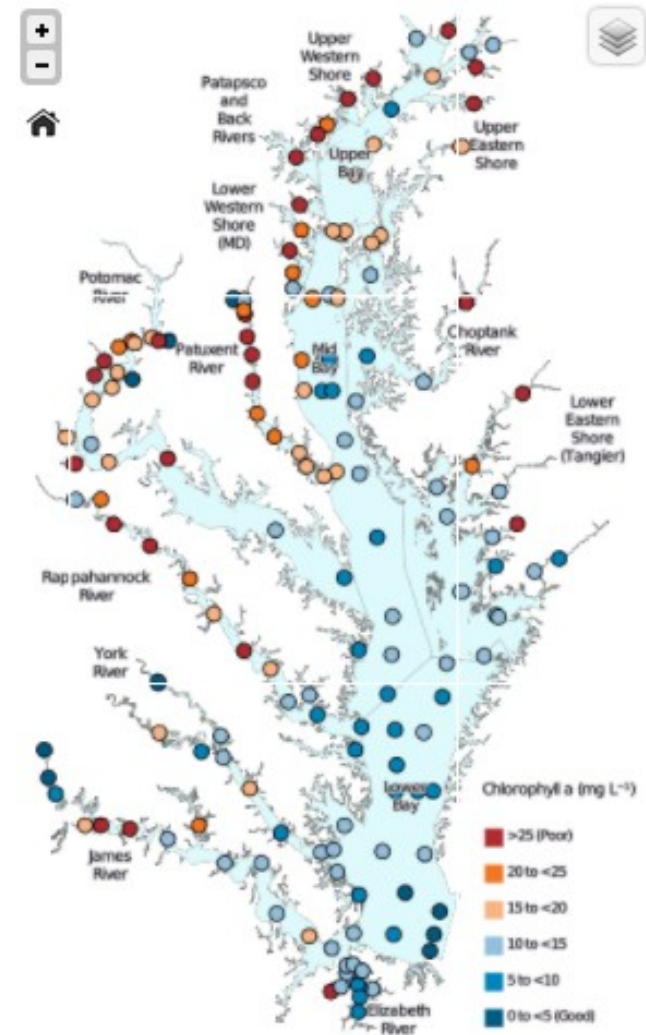 +
−
Upper
Western
Shore
Patapsco
and
Back
Rivers
Upper
Bay
Upper
Eastern
Shore
Lower
Western
Shore
(MD)
Potomac
River
Patuxent
River
Mid
Bay
Choptank
River
Lower
Eastern
Shore
(Tangier)
Rappahannock
River
York
River
Lower
Bay
James
River
Elizabeth
River
Chlorophyll a (mg L⁻¹)
>25 (Poor)
20 to <25
15 to <20
10 to <15
5 to <10
0 to <5 (Good)